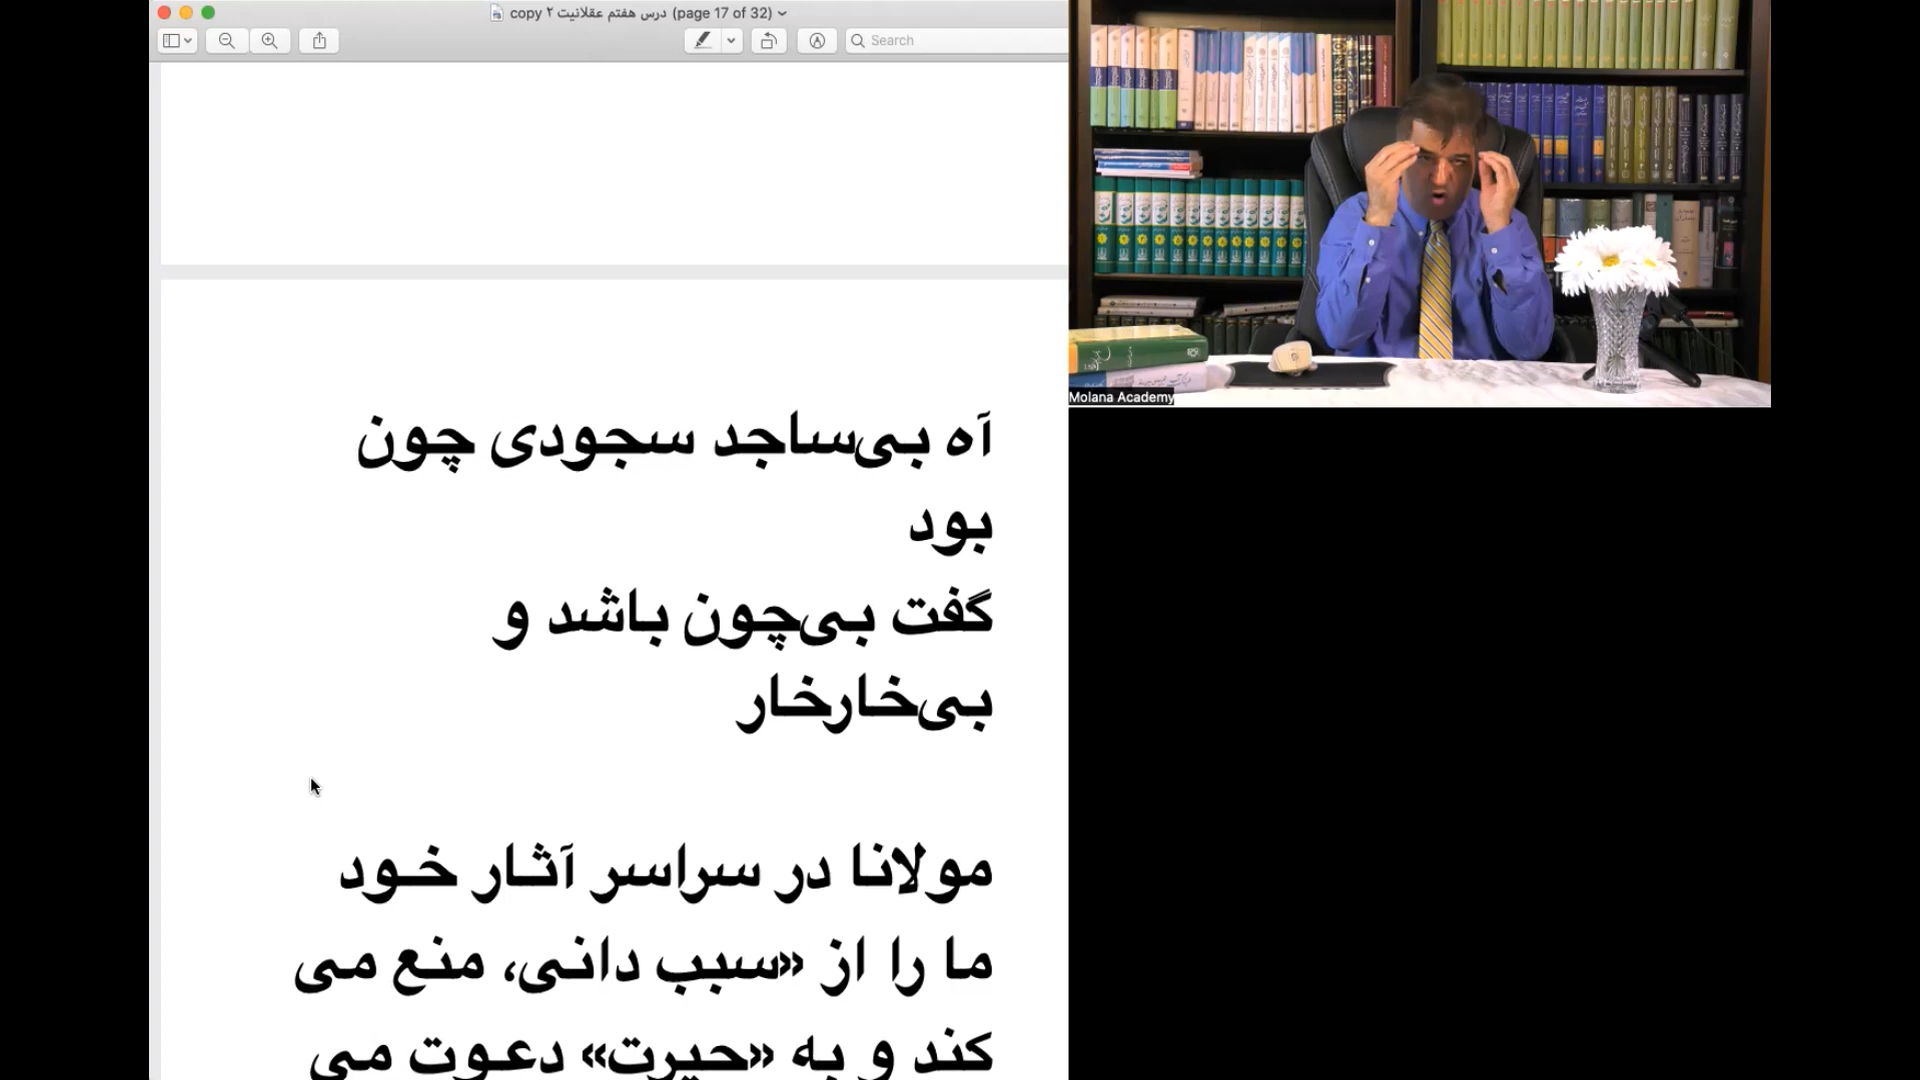 درس هفتم عقلانیت ۲ copy (page 17 of 32)
Search
آه بی‌ساجد سجودی چون
بود
گفت بی‌چون باشد و
بی‌خارخار
مولانا در سراسر آثار خود
ما را از «سبب دانی، منع می
کند و به «حیرت» دعوت می
Molana Academy